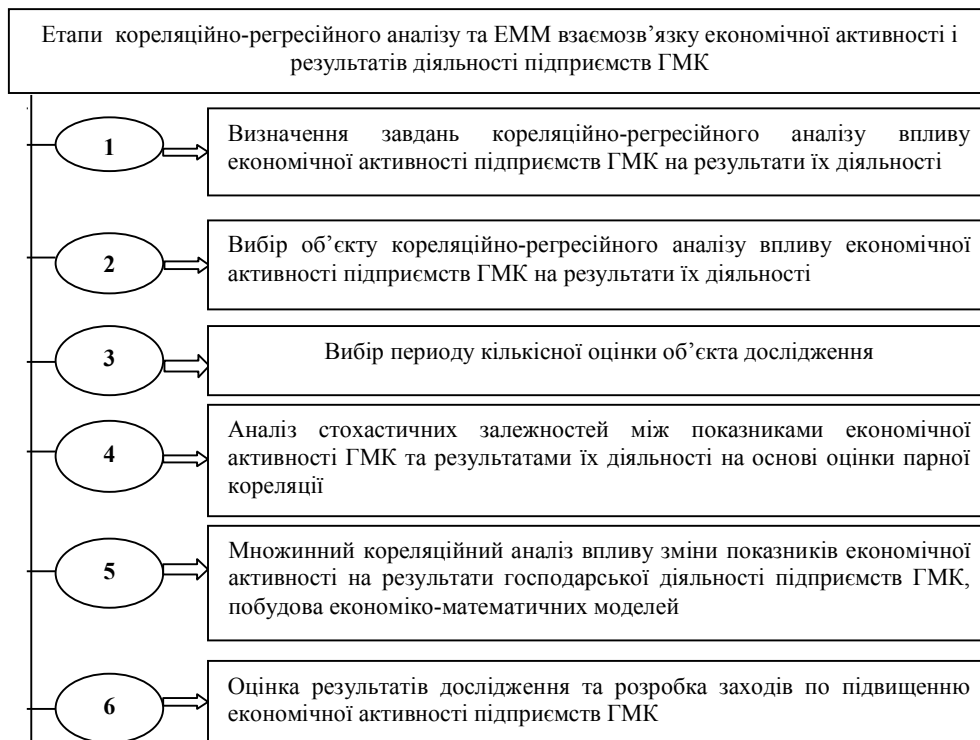 Етапи кореляційно-регресійного аналізу та ЕММ взаємозв’язку економічної активності і
результатів діяльності підприємств ГМК
1
Визначення завдань кореляційно-регресійного аналізу впливу
економічної активності підприємств ГМК на результати їх діяльності
2
Вибір об’єкту кореляційно-регресійного аналізу впливу економічної
активності підприємств ГМК на результати їх діяльності
3
Вибір периоду кількісної оцінки об’єкта дослідження
4
Аналіз стохастичних залежностей між показниками економічної
активності ГМК та результатами їх діяльності на основі оцінки парної
кореляції
5
Множинний кореляційний аналіз впливу зміни показників економічної
активності на результати господарської діяльності підприємств ГМК,
побудова економіко-математичних моделей
6
Оцінка результатів дослідження та розробка заходів по підвищенню
економічної активності підприємств ГМК